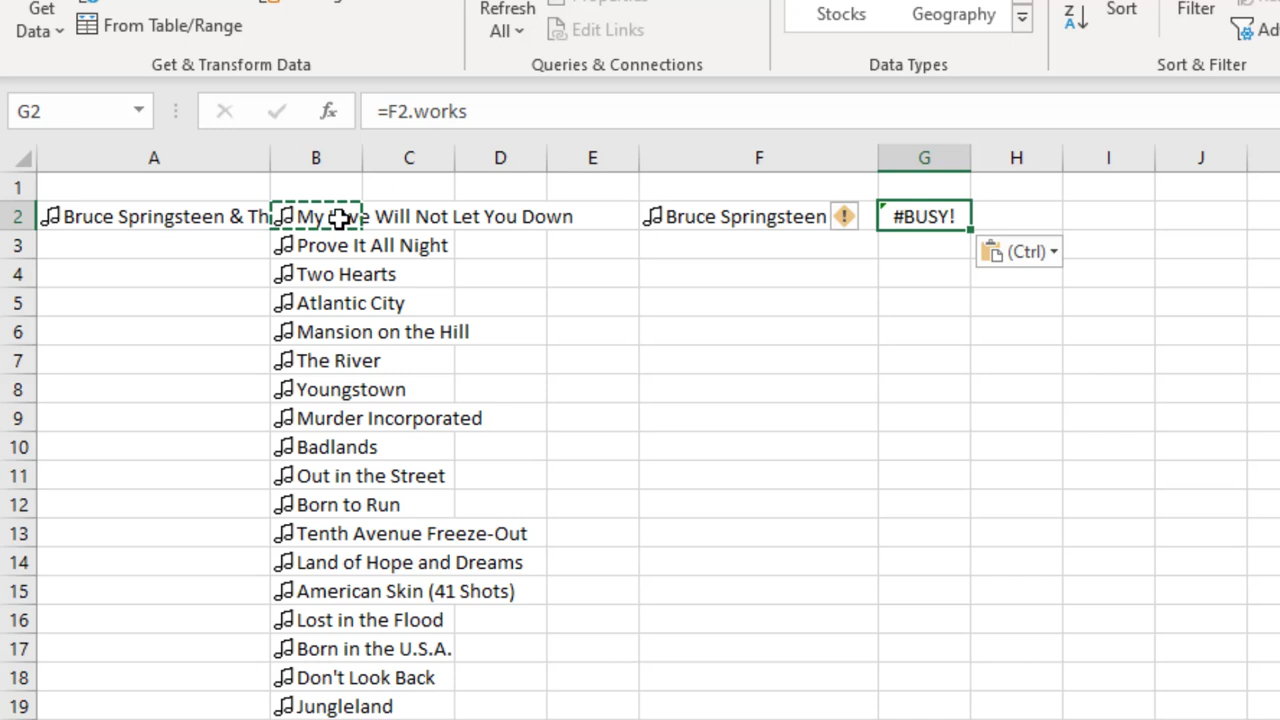 Get
Data
From Table/Range
Refresh
All
Properties
Edit Links
Stocks
Geography
Z
A
Sort
Filter
Get & Transform Data
Queries & Connections
Data Types
Sort & Filter
G2
fx
=F2.works
A B C D E F G H I J
1
2 Bruce Springsteen & Th My Will Not Let You Down Bruce Springsteen #BUSY!
3 Prove It All Night (Ctrl)
4 Two Hearts
5 Atlantic City
6 Mansion on the Hill
7 The River
8 Youngstown
9 Murder Incorporated
10 Badlands
11 Out in the Street
12 Born to Run
13 Tenth Avenue Freeze-Out
14 Land of Hope and Dreams
15 American Skin (41 Shots)
16 Lost in the Flood
17 Born in the U.S.A.
18 Don't Look Back
19 Jungleland